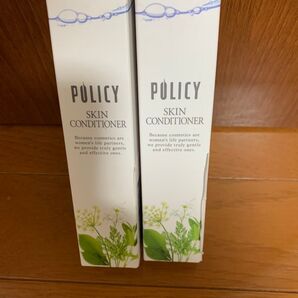 POLICY
SKIN
CONDITIONER
Because cosmetics are
women's life partners,
we provide truly gentle
and effective ones.
POLICY
SKIN
CONDITIONER
Because cosmetics are
women's life partners,
we provide truly gentle
and effective ones.